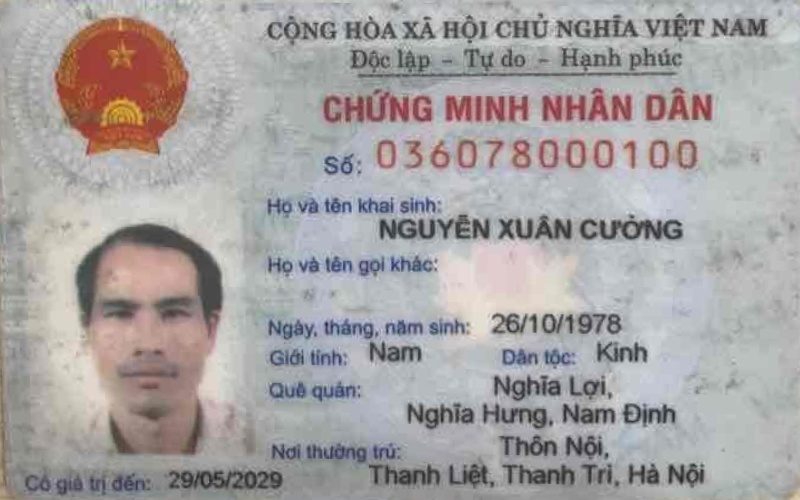 CỘNG HÒA XÃ HỘI CHỦ NGHĨA VIỆT NAM
Độc lập - Tự do - Hạnh phúc
CHỨNG MINH NHÂN DÂN
Số: 036078000100
Họ và tên khai sinh:
NGUYỄN XUÂN CƯỜNG
Họ và tên gọi khác:
Ngày, tháng, năm sinh: 26/10/1978
Giới tính: Nam Dân tộc: Kinh
Quê quán: Nghĩa Lợi,
Nghĩa Hưng, Nam Định
Nơi thường trú: Thôn Nội,
Thanh Liệt, Thanh Trì, Hà Nội
Có giá trị đến: 29/05/2029